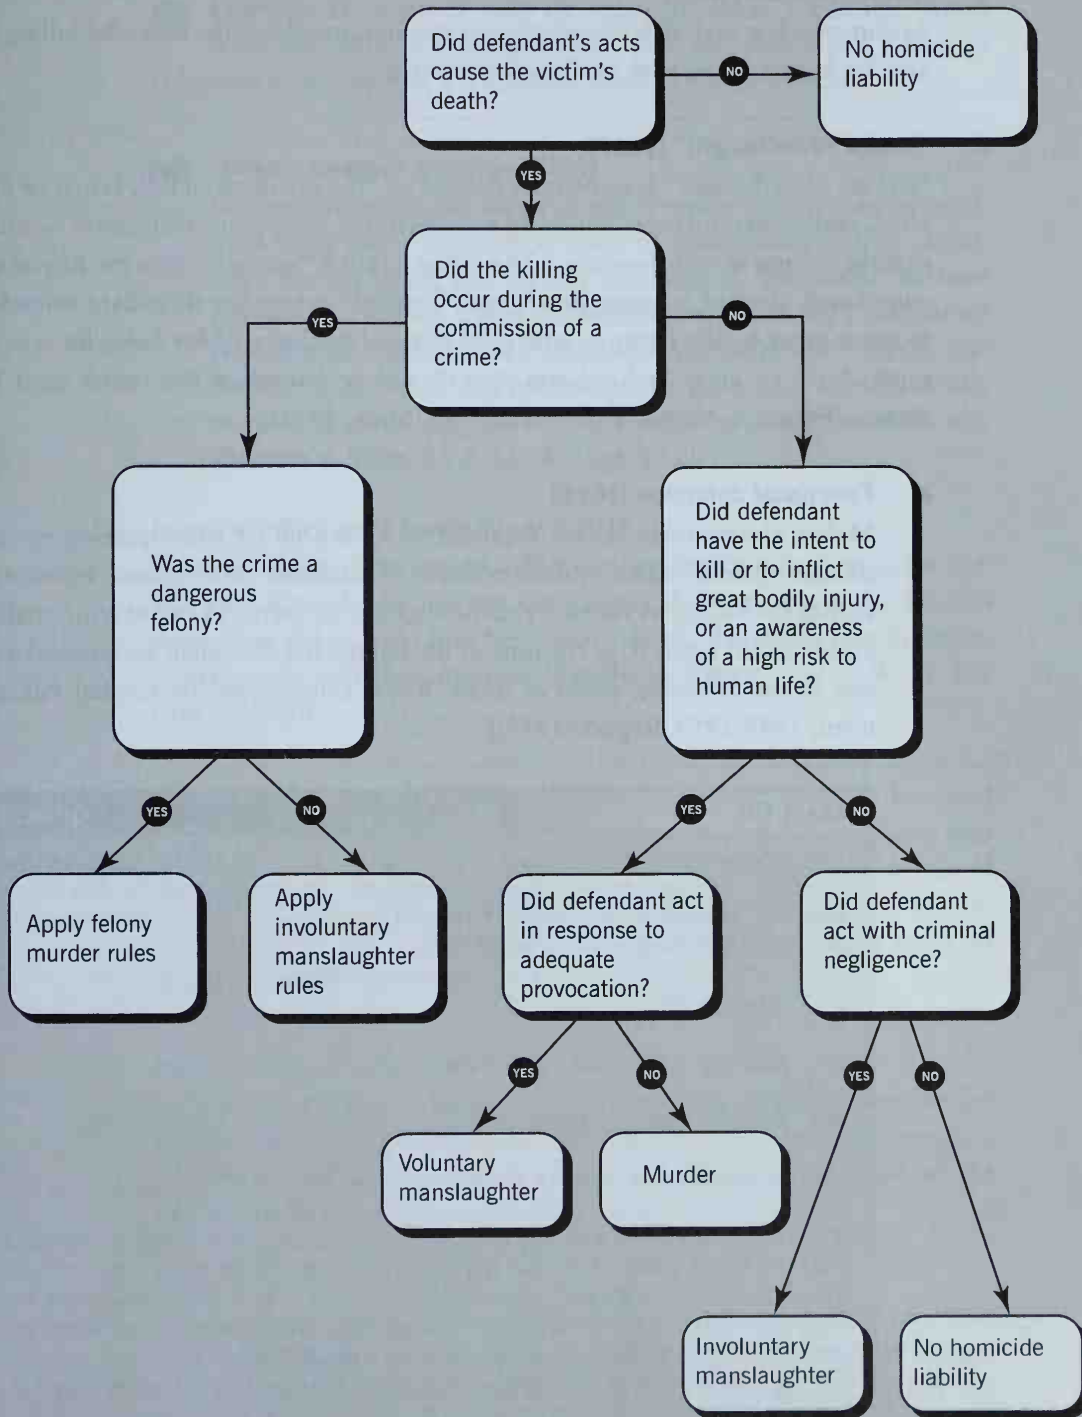 Did defendant's acts
cause the victim's
death?
NO
No homicide
liability
YES
Did the killing
occur during the
commission of a
crime?
YES
NO
Was the crime a
dangerous
felony?
Did defendant
have the intent to
kill or to inflict
great bodily injury,
or an awareness
of a high risk to
human life?
YES
NO
YES
NO
Apply felony
murder rules
Apply
involuntary
manslaughter
rules
Did defendant act
in response to
adequate
provocation?
Did defendant
act with criminal
negligence?
YES
NO
YES
NO
Voluntary
manslaughter
Murder
Involuntary
manslaughter
No homicide
liability